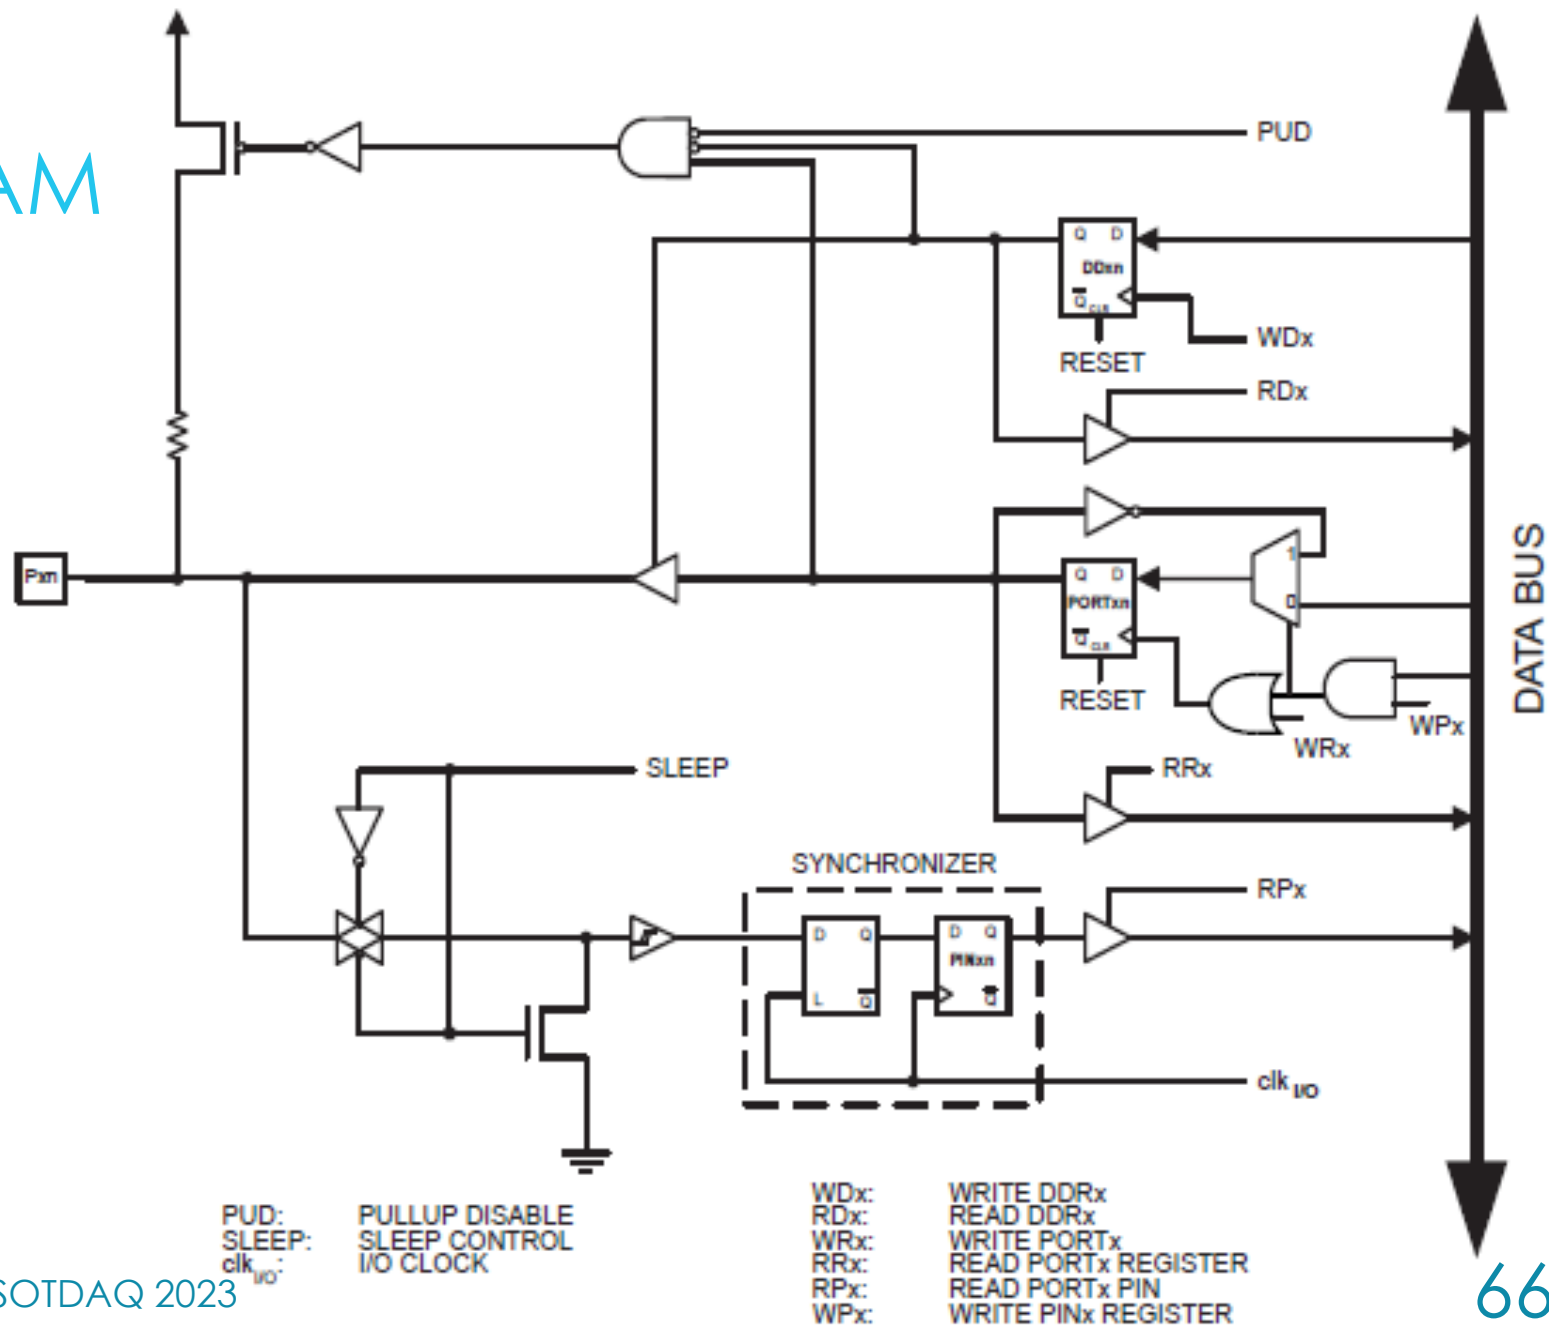 AM
PUD
Q D
DDxn
Q CLR
WDx
RESET
RDx
Pxn
1
Q D
0
PORTxn
Q CLR
DATA BUS
RESET
WPx
WRx
SLEEP
RRx
SYNCHRONIZER
RPx
D Q
D Q
PINxn
L Q
Q
clk I/O
PUD: PULLUP DISABLE
SLEEP: SLEEP CONTROL
clk I/O: I/O CLOCK
WDx: WRITE DDRx
RDx: READ DDRx
WRx: WRITE PORTx
RRx: READ PORTx REGISTER
RPx: READ PORTx PIN
WPx: WRITE PINx REGISTER
SOTDAQ 2023
66